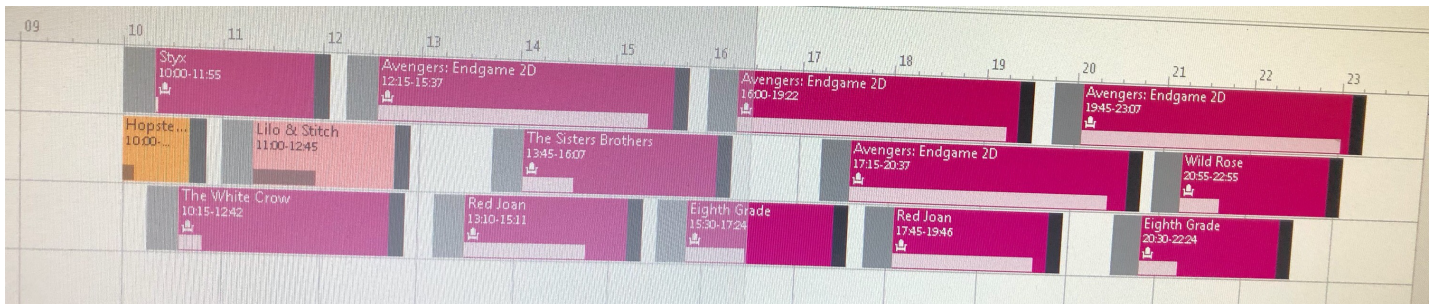 09 10 11 12 13 14 15 16 17 18 19 20 21 22 23
Styx
10:00-11:55
Avengers: Endgame 2D
12:15-15:37
Avengers: Endgame 2D
16:00-19:22
Avengers: Endgame 2D
19:45-23:07
Hopste...
10:00-...
Lilo & Stitch
11:00-12:45
The Sisters Brothers
13:45-16:07
Avengers: Endgame 2D
17:15-20:37
Wild Rose
20:55-22:55
The White Crow
10:15-12:42
Red Joan
13:10-15:11
Eighth Grade
15:30-17:24
Red Joan
17:45-19:46
Eighth Grade
20:30-22:24